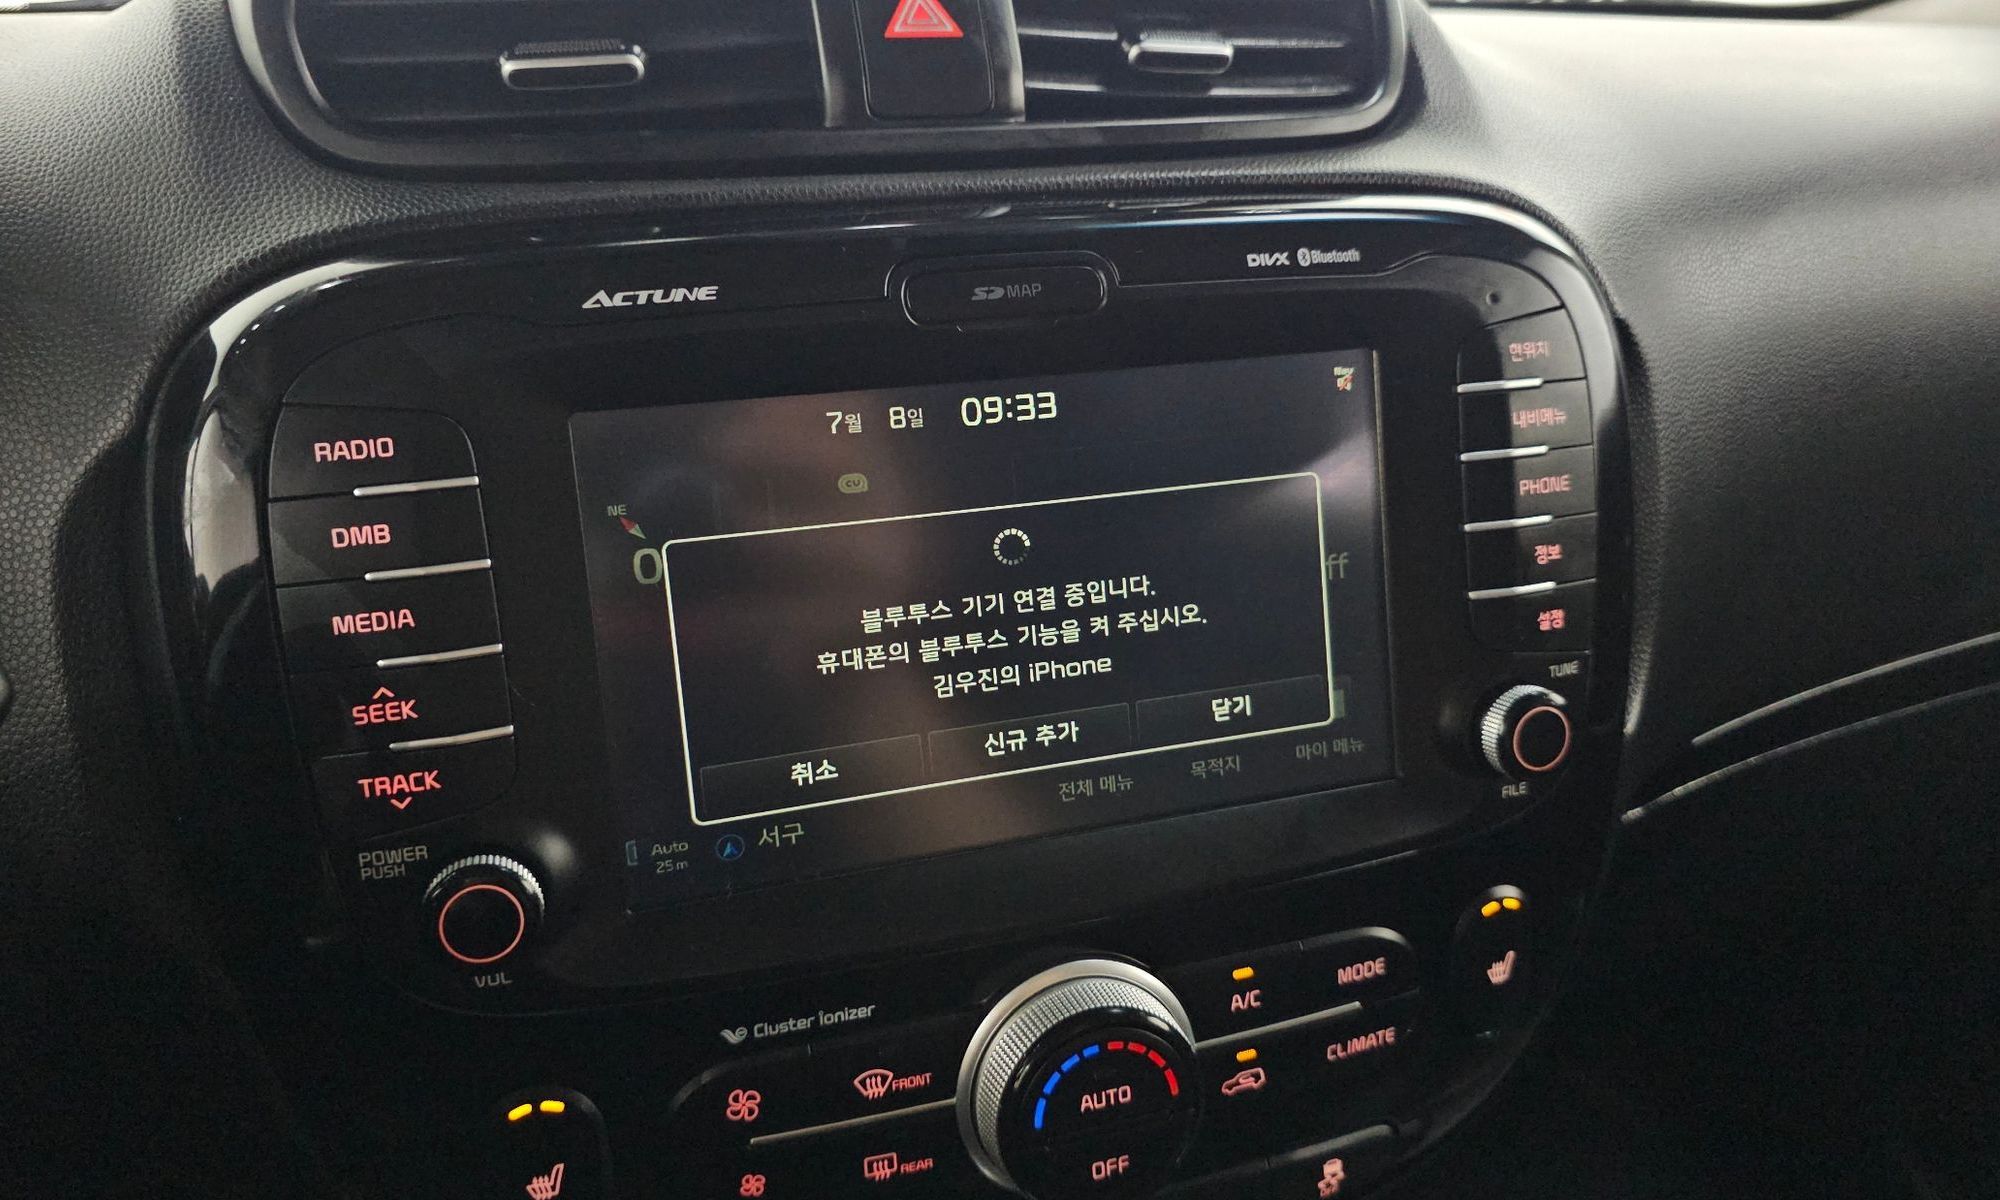 ACTUNE
SD MAP
DIVX Bluetooth
RADIO
DMB
MEDIA
SEEK
TRACK
POWER
PUSH
VOL
7월 8일 09:33
CU
NE
0
ff
블루투스 기기 연결 중입니다.
휴대폰의 블루투스 기능을 켜 주십시오.
김우진의 iPhone
취소
신규 추가
닫기
전체 메뉴
목적지
마이 메뉴
Auto
25m
서구
현위치
내비메뉴
PHONE
정보
설정
TUNE
FILE
Cluster ionizer
FRONT
REAR
AUTO
OFF
A/C
MODE
CLIMATE